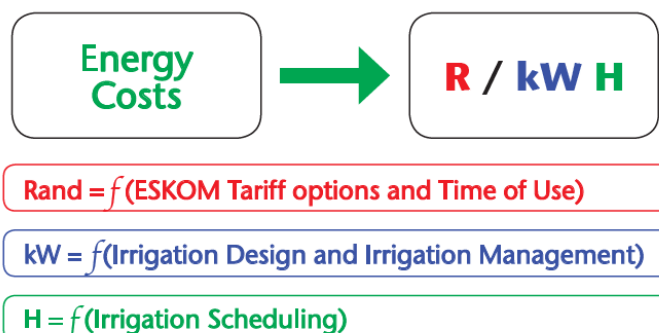 Energy
Costs
R / kW H
Rand = f(ESKOM Tariff options and Time of Use)
kW = f(Irrigation Design and Irrigation Management)
H = f(Irrigation Scheduling)